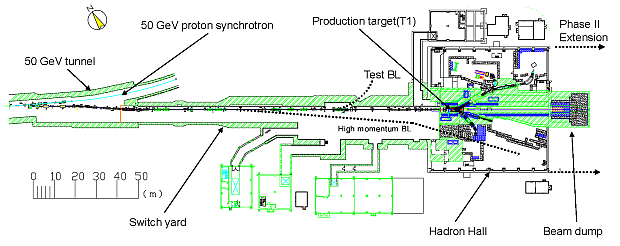 N
50 GeV proton synchrotron
Production target(T1)
Phase II
Extension
50 GeV tunnel
Test BL
High momentum BL
0 10 20 30 40 50
(m)
Switch yard
Hadron Hall
Beam dump